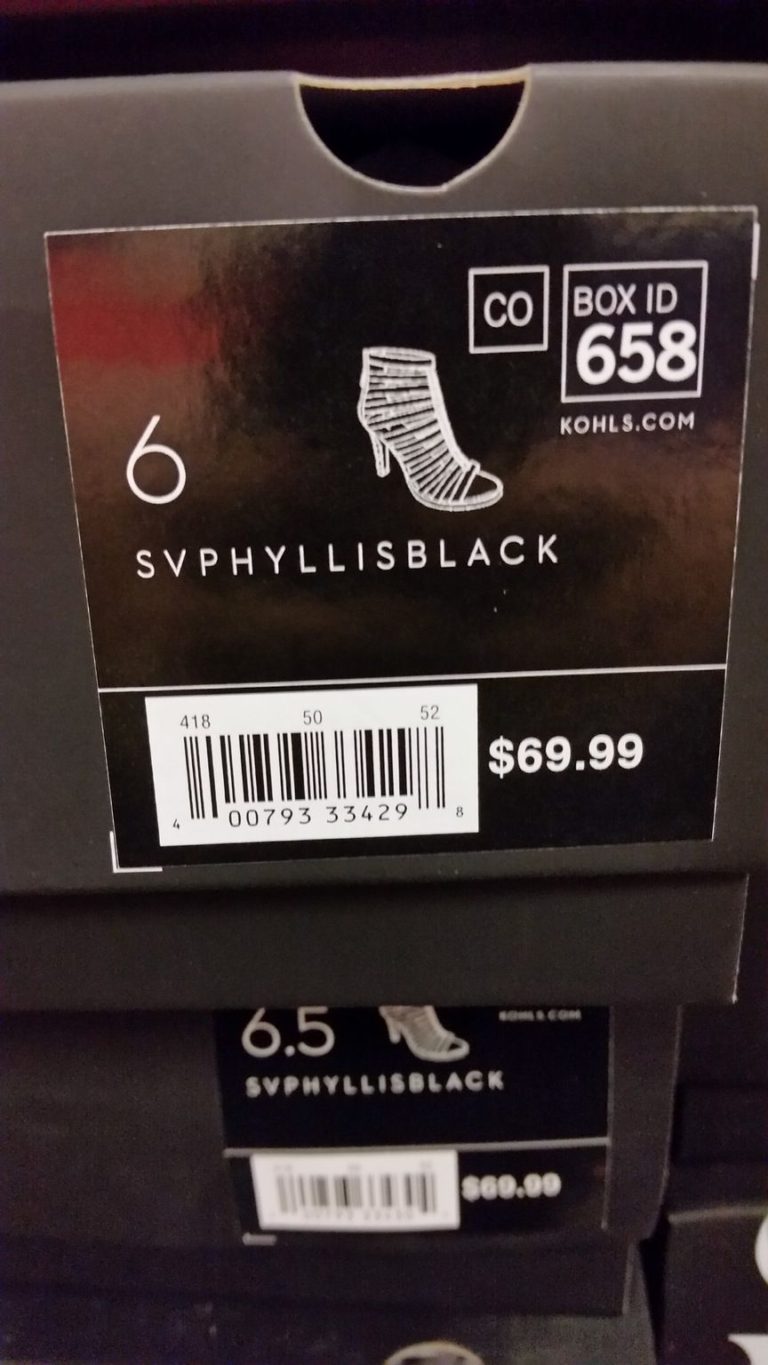 CO
BOX ID
658
KOHLS.COM
6
SVPHYLLISBLACK
418 50 52
$69.99
4 00793 33429 8
6.5
KOHLS.COM
SVPHYLLISBLACK
$69.99